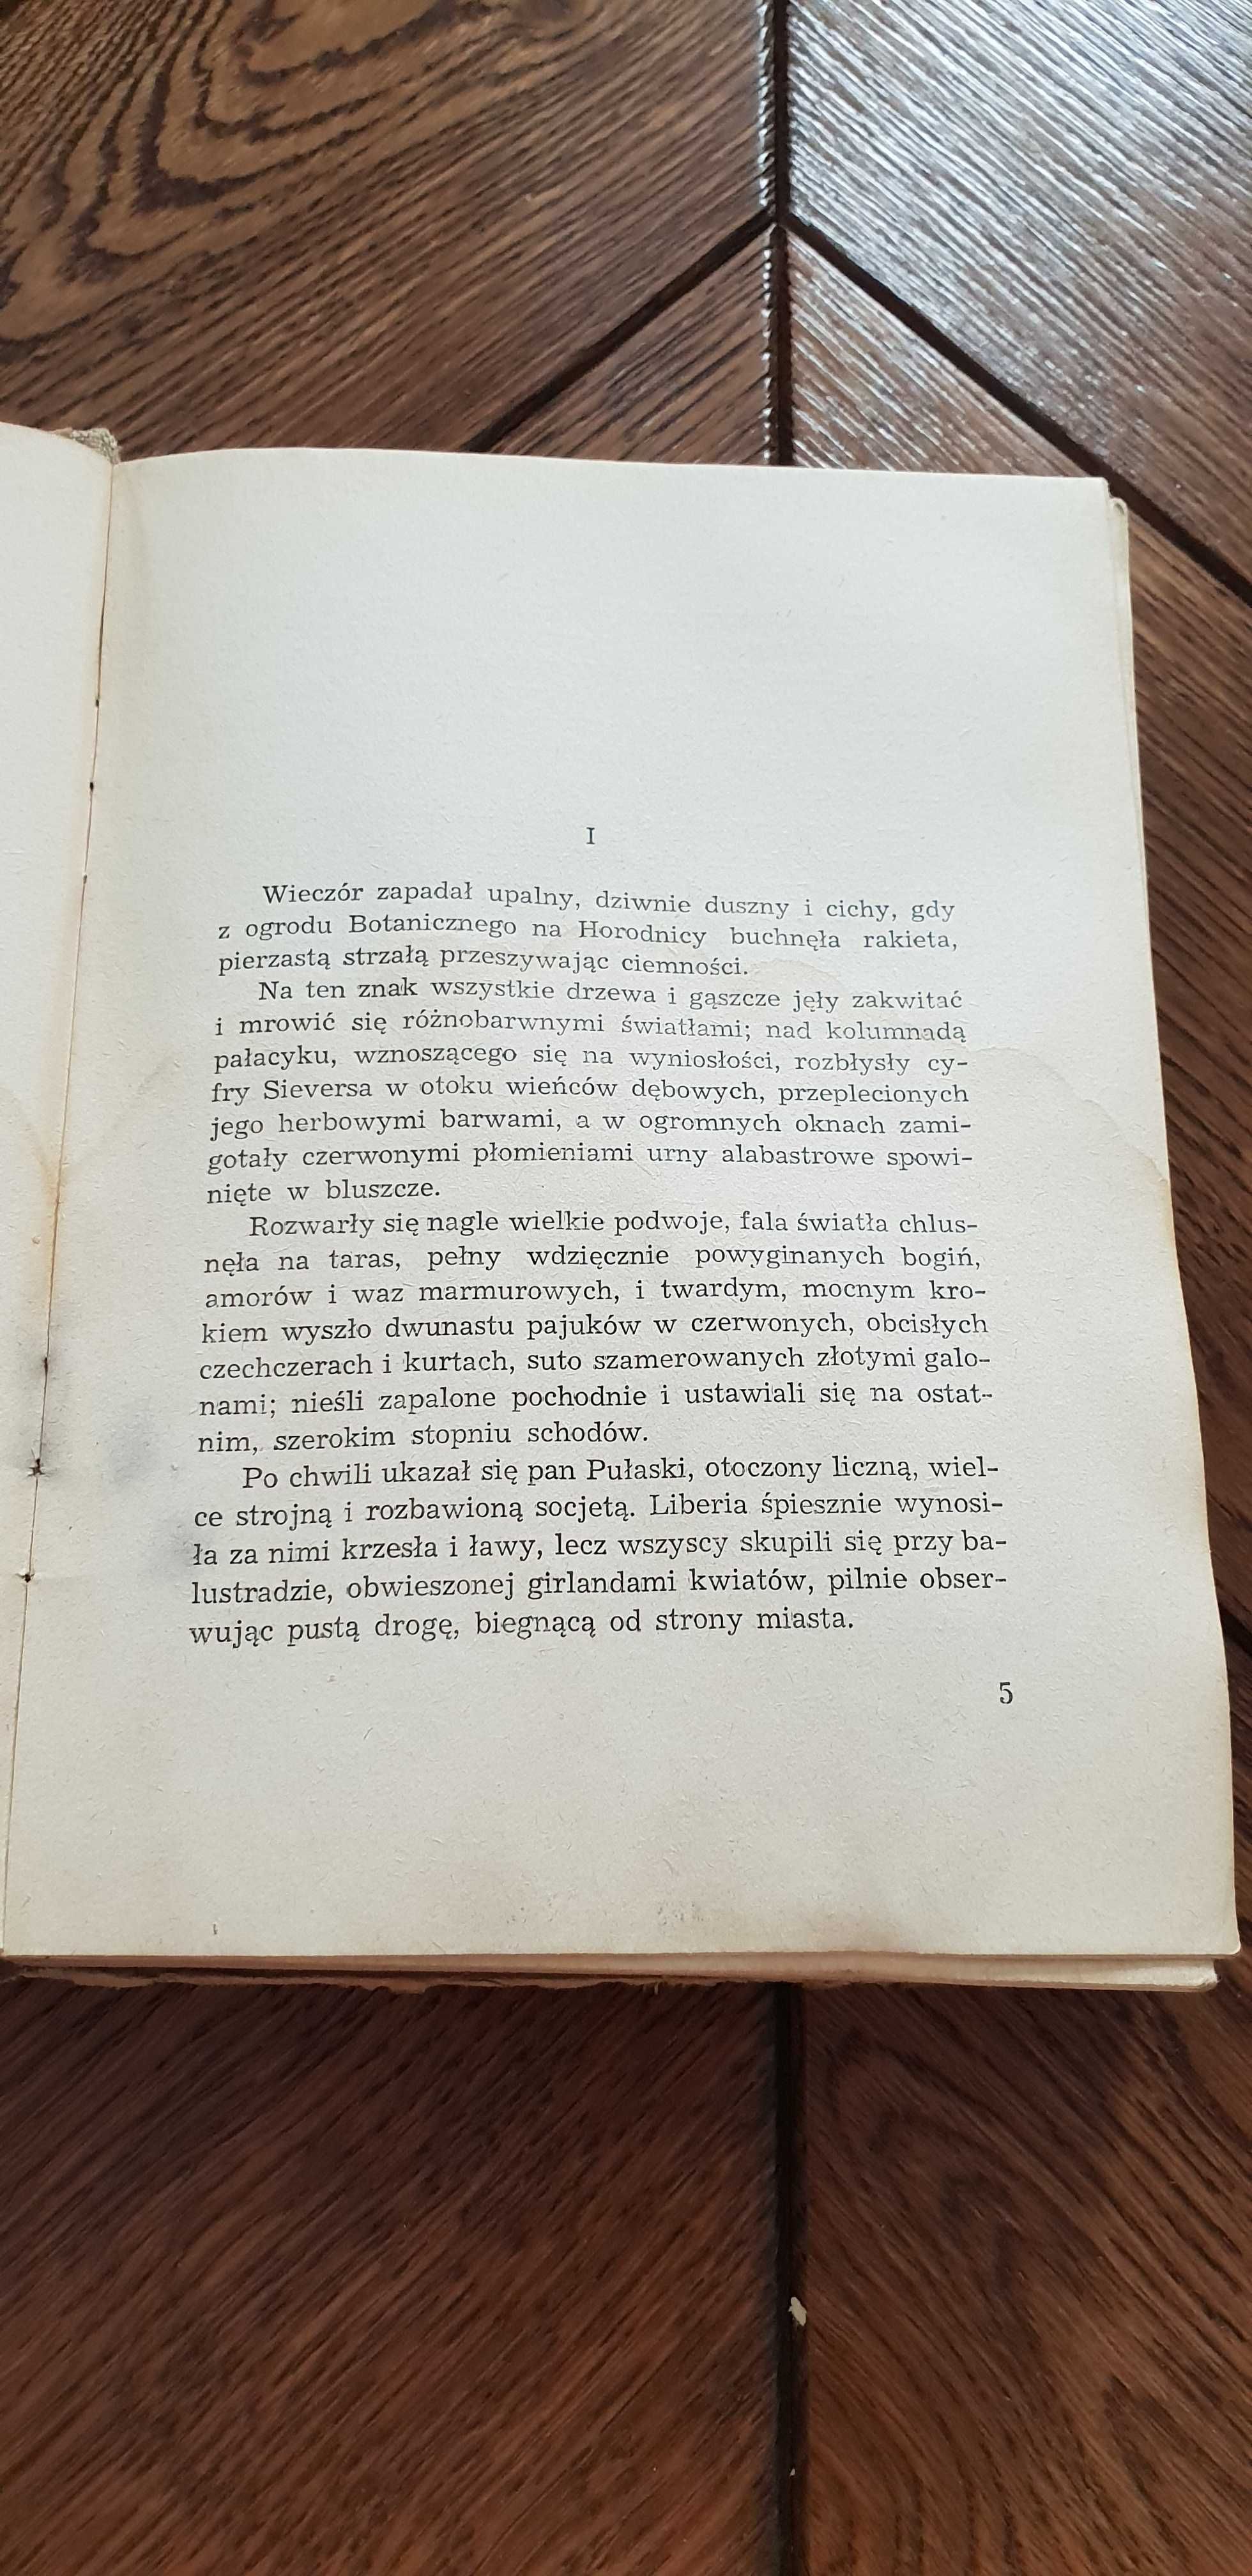 I
Wieczór zapadał upalny, dziwnie duszny i cichy, gdy
z ogrodu Botanicznego na Horodnicy buchnęła rakieta,
pierzastą strzałą przeszywając ciemności.
Na ten znak wszystkie drzewa i gąszcze jęły zakwitać
i mrowić się różnobarwnymi światłami; nad kolumnadą
pałacyku, wznoszącego się na wyniosłości, rozbłysły cy-
fry Sieversa w otoku wieńców dębowych, przeplecionych
jego herbowymi barwami, a w ogromnych oknach zami-
gotały czerwonymi płomieniami urny alabastrowe spowi-
nięte w bluszcze.
Rozwarły się nagle wielkie podwoje, fala światła chlus-
nęła na taras, pełny wdzięcznie powyginanych bogiń,
amorów i waz marmurowych, i twardym, mocnym kro-
kiem wyszło dwunastu pajuków w czerwonych, obcisłych
czechczerach i kurtach, suto szamerowanych złotymi galo-
nami; nieśli zapalone pochodnie i ustawiali się na ostat-
nim, szerokim stopniu schodów.
Po chwili ukazał się pan Pułaski, otoczony liczną, wiel-
ce strojną i rozbawioną socjetą. Liberia śpiesznie wynosi-
ła za nimi krzesła i ławy, lecz wszyscy skupili się przy ba-
lustradzie, obwieszonej girlandami kwiatów, pilnie obser-
wując pustą drogę, biegnącą od strony miasta.
5